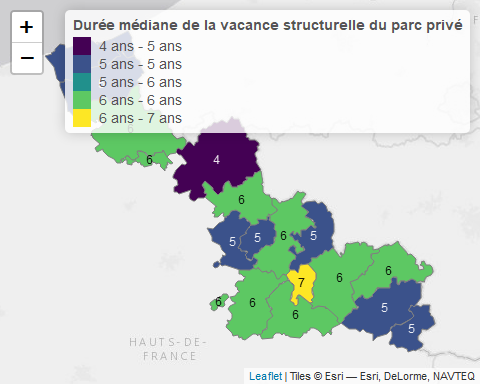 +
−
Durée médiane de la vacance structurelle du parc privé
4 ans - 5 ans
5 ans - 5 ans
5 ans - 6 ans
6 ans - 6 ans
6 ans - 7 ans
6
6
4
6
5
5
6
5
6
6
5
5
7
6
6
6
HAUTS-DE-
FRANCE
Leaflet | Tiles © Esri — Esri, DeLorme, NAVTEQ